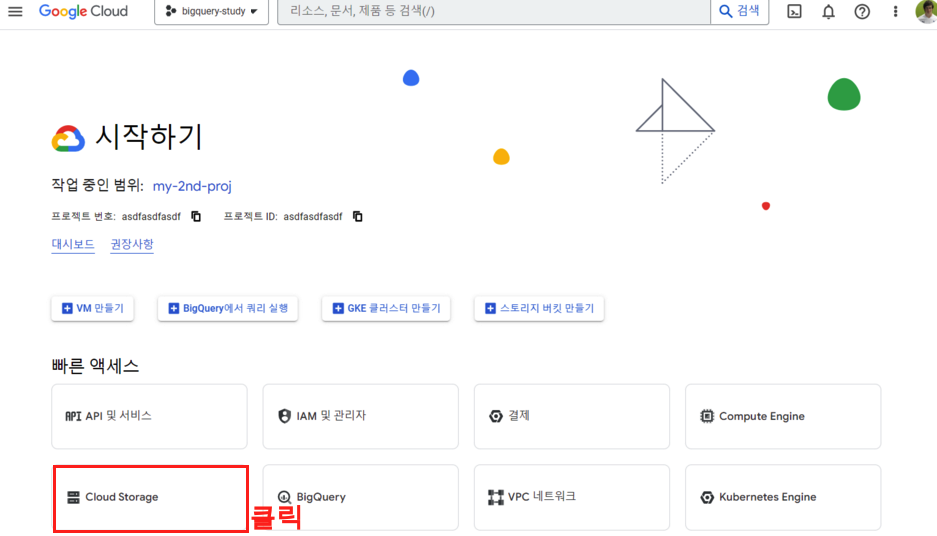 Google Cloud
bigquery-study
리소스, 문서, 제품 등 검색(/)
검색
시작하기
작업 중인 범위: my-2nd-proj
프로젝트 번호: asdfasdfasdf 프로젝트 ID: asdfasdfasdf
대시보드 권장사항
VM 만들기 BigQuery에서 쿼리 실행 GKE 클러스터 만들기 스토리지 버킷 만들기
빠른 액세스
API API 및 서비스 IAM 및 관리자 결제 Compute Engine
Cloud Storage BigQuery VPC 네트워크 Kubernetes Engine
클릭